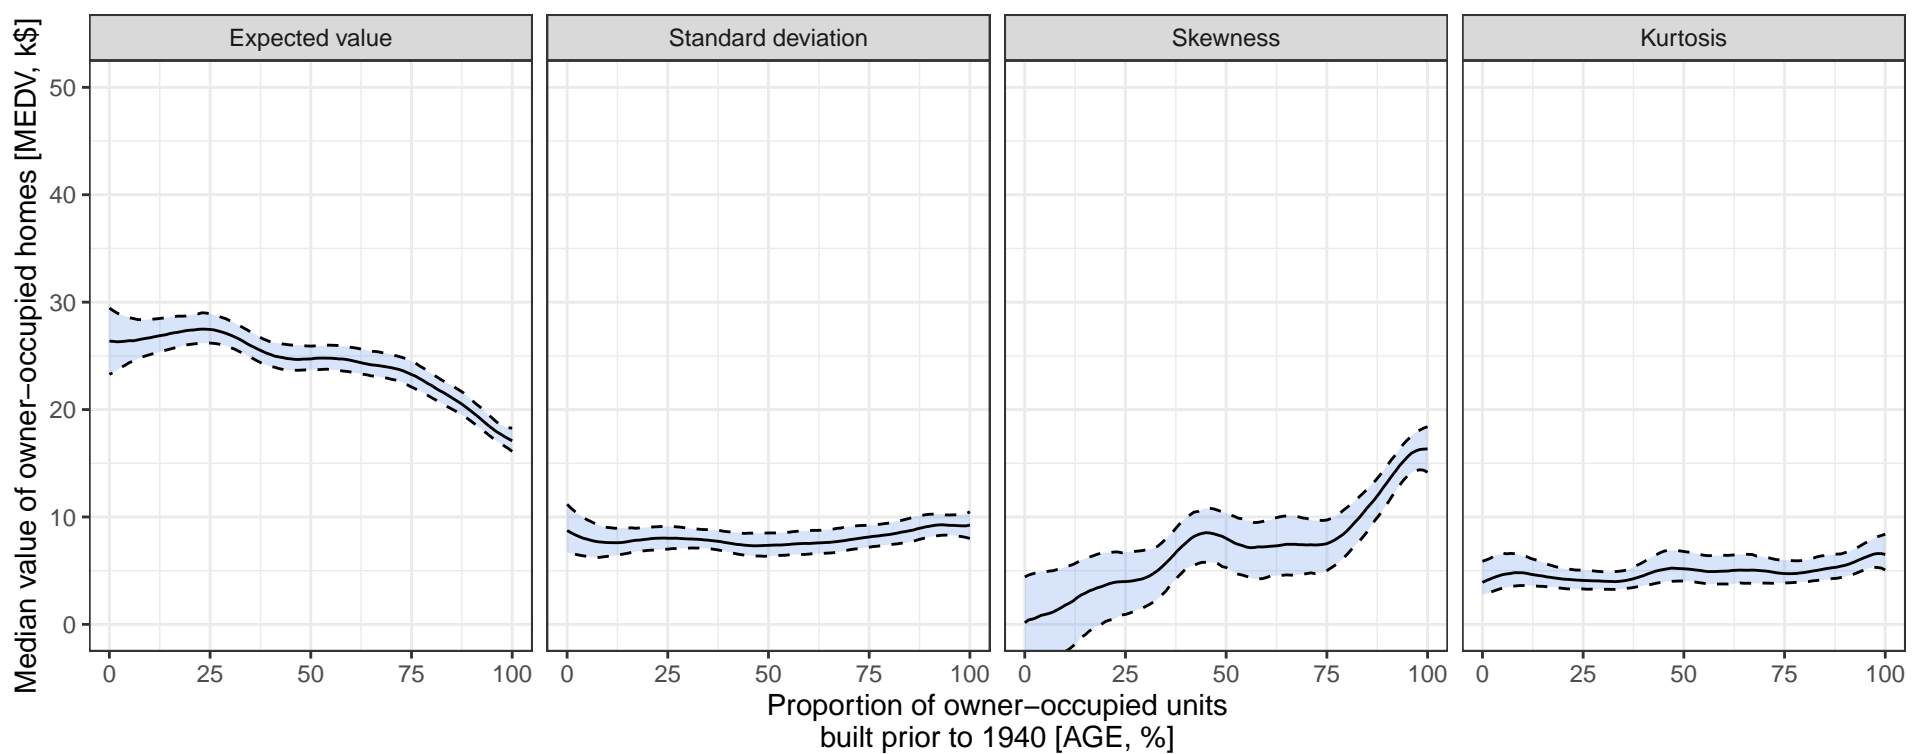 Expected value
Standard deviation
Skewness
Kurtosis
Median value of owner−occupied homes [MEDV, k$]
50
40
30
20
10
0
0 25 50 75 100
0 25 50 75 100
0 25 50 75 100
0 25 50 75 100
Proportion of owner−occupied units
built prior to 1940 [AGE, %]